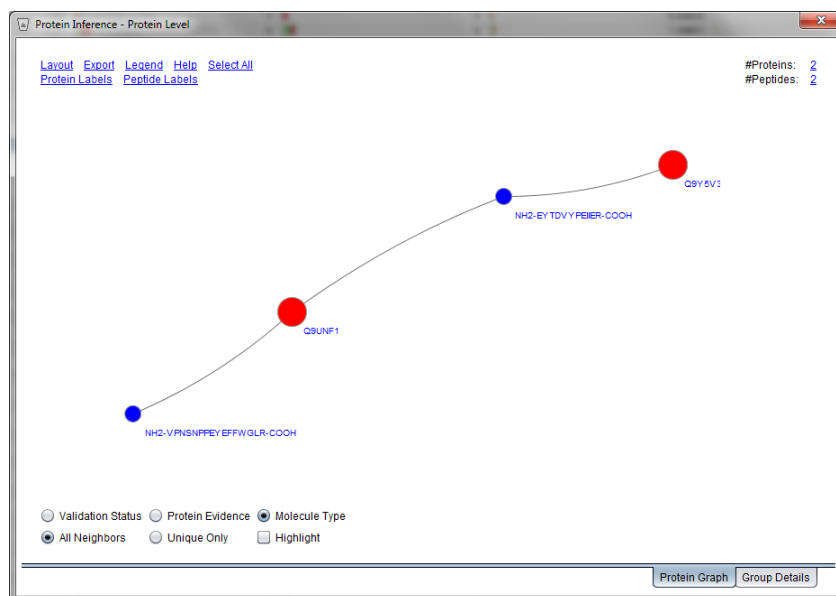 Protein Inference - Protein Level
Layout Export Legend Help Select All
Protein Labels Peptide Labels
#Proteins: 2
#Peptides: 2
Q9Y5V3
NH2-EYTDVYPEIIER-COOH
Q9UNF1
NH2-VPNSNPPEYEFFWGLR-COOH
Validation Status Protein Evidence Molecule Type
All Neighbors Unique Only Highlight
Protein Graph Group Details